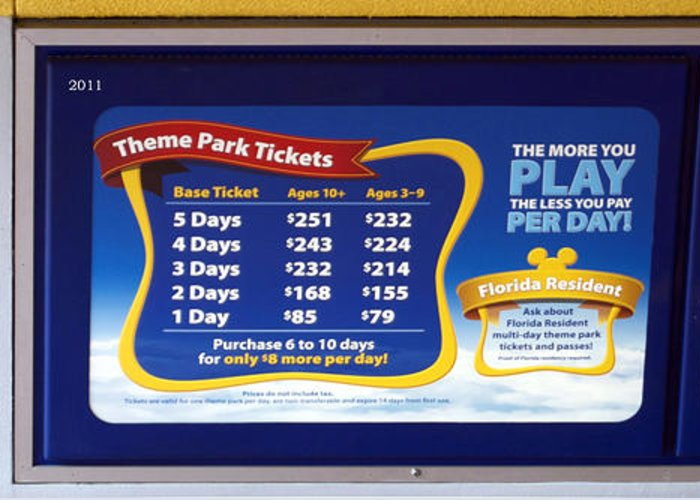 2011
Theme Park Tickets
Base Ticket Ages 10+ Ages 3-9
5 Days $251 $232
4 Days $243 $224
3 Days $232 $214
2 Days $168 $155
1 Day $85 $79
Purchase 6 to 10 days
for only $8 more per day!
Prices do not include tax.
Tickets are valid for one theme park per day, are non-transferable and expire 14 days from first use.
THE MORE YOU
PLAY
THE LESS YOU PAY
PER DAY!
Florida Resident
Ask about
Florida Resident
multi-day theme park
tickets and passes!
Proof of Florida residency required.